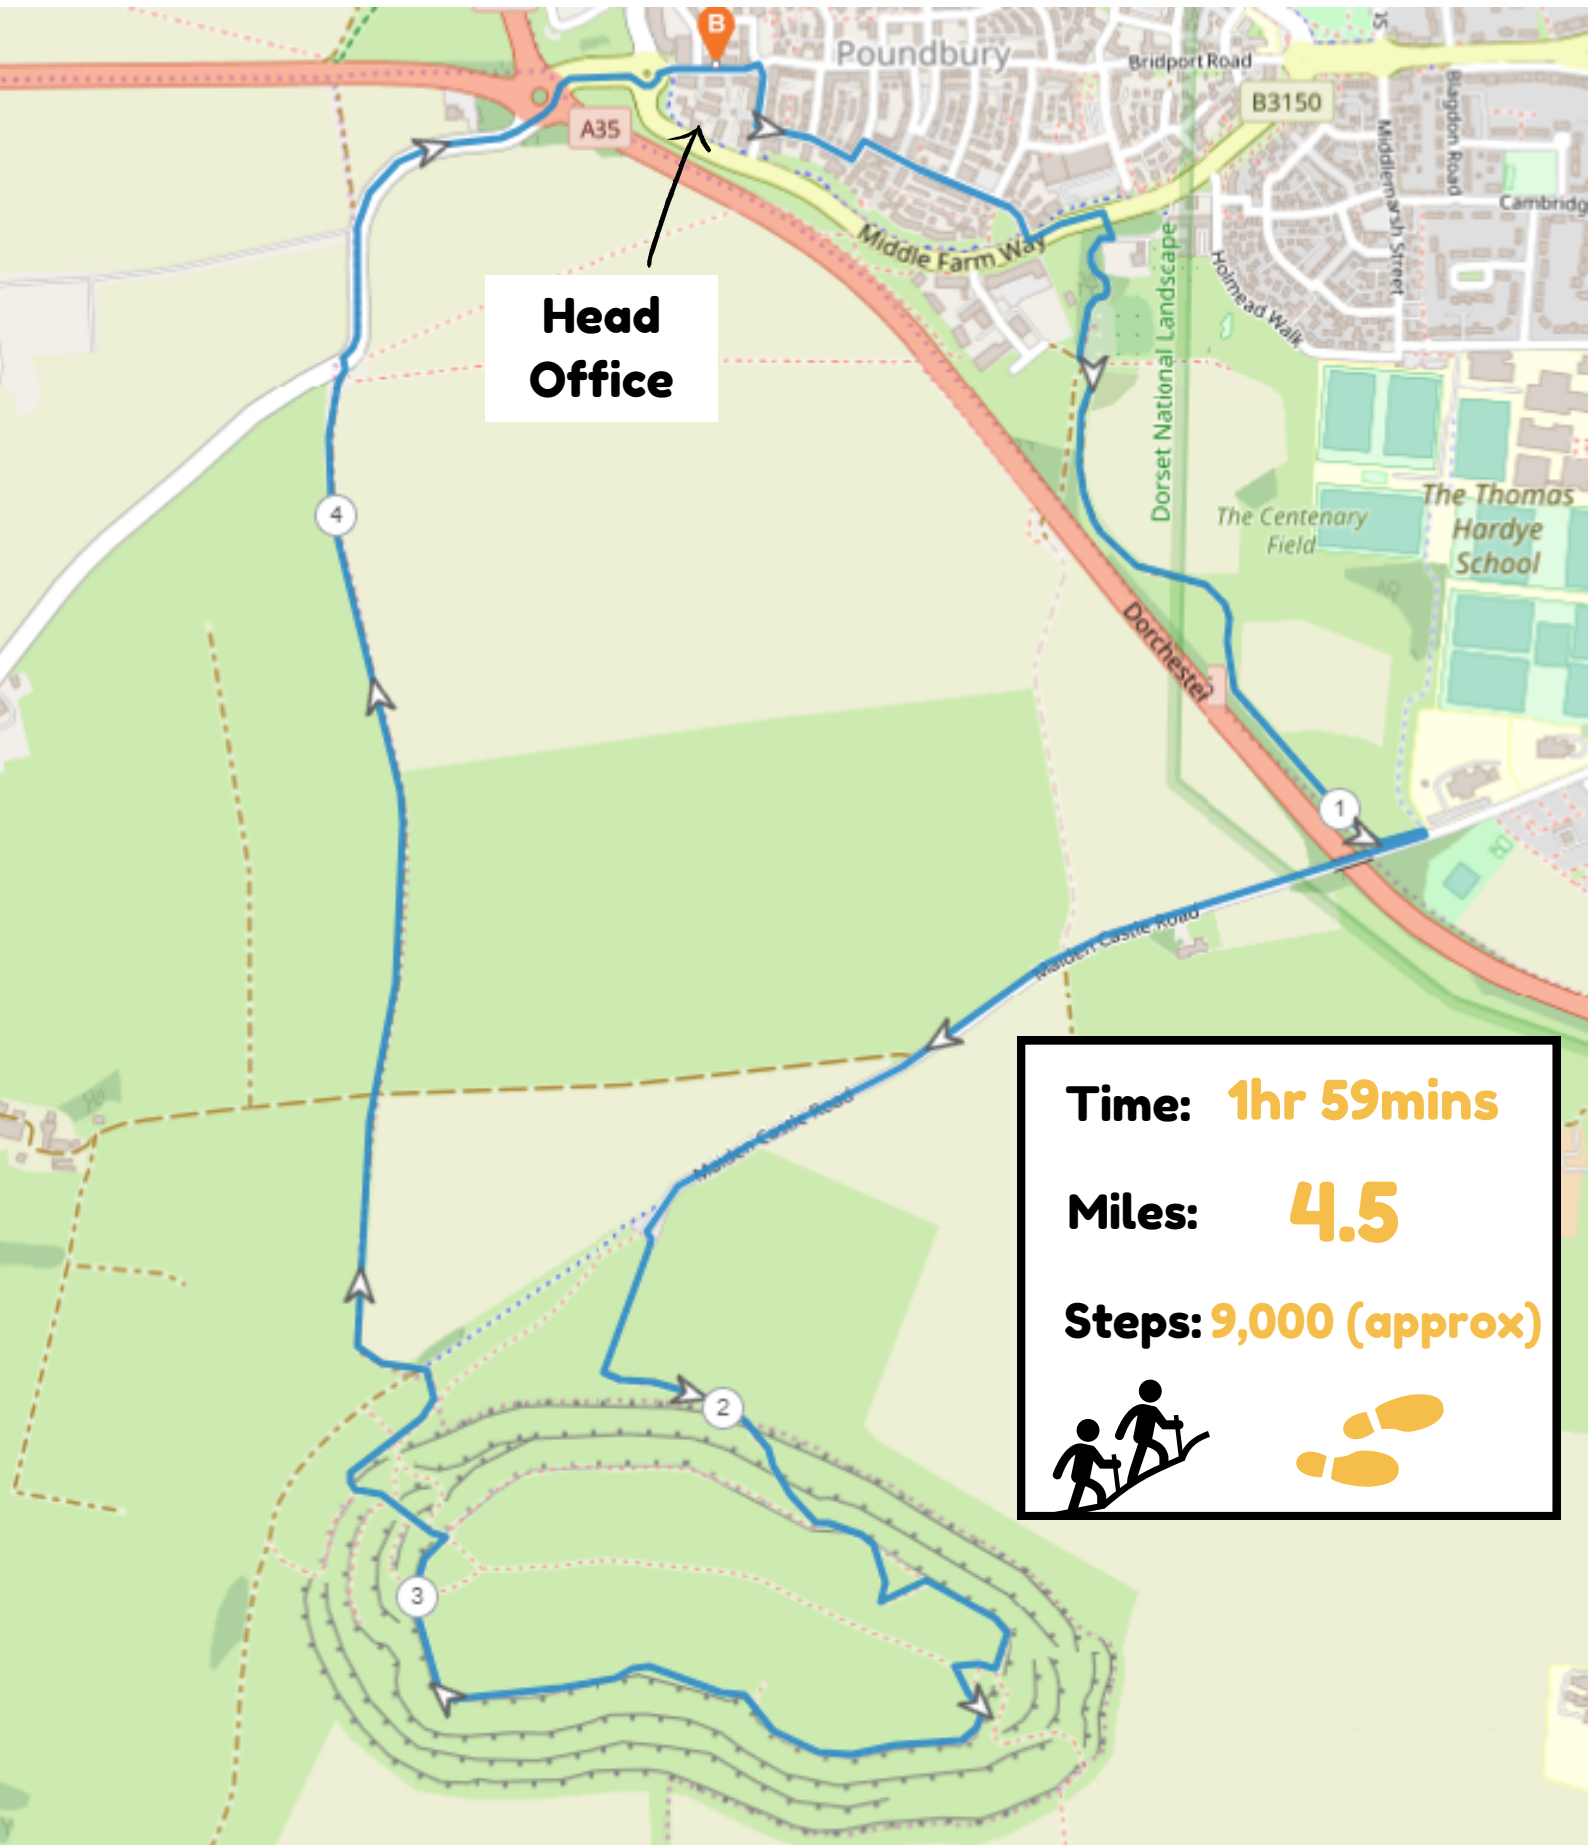 B
Poundbury
Bridport Road
B3150
A35
Blagdon Road
Middlemarsh Street
Cambridg
Middle Farm Way
Holmead Walk
Dorset National Landscape
Head
Office
4
The Centenary
Field
The Thomas
Hardye
School
Dorchester
1
Maiden Castle Road
Maiden Castle Road
Time: 1hr 59mins
Miles: 4.5
Steps: 9,000 (approx)
2
3